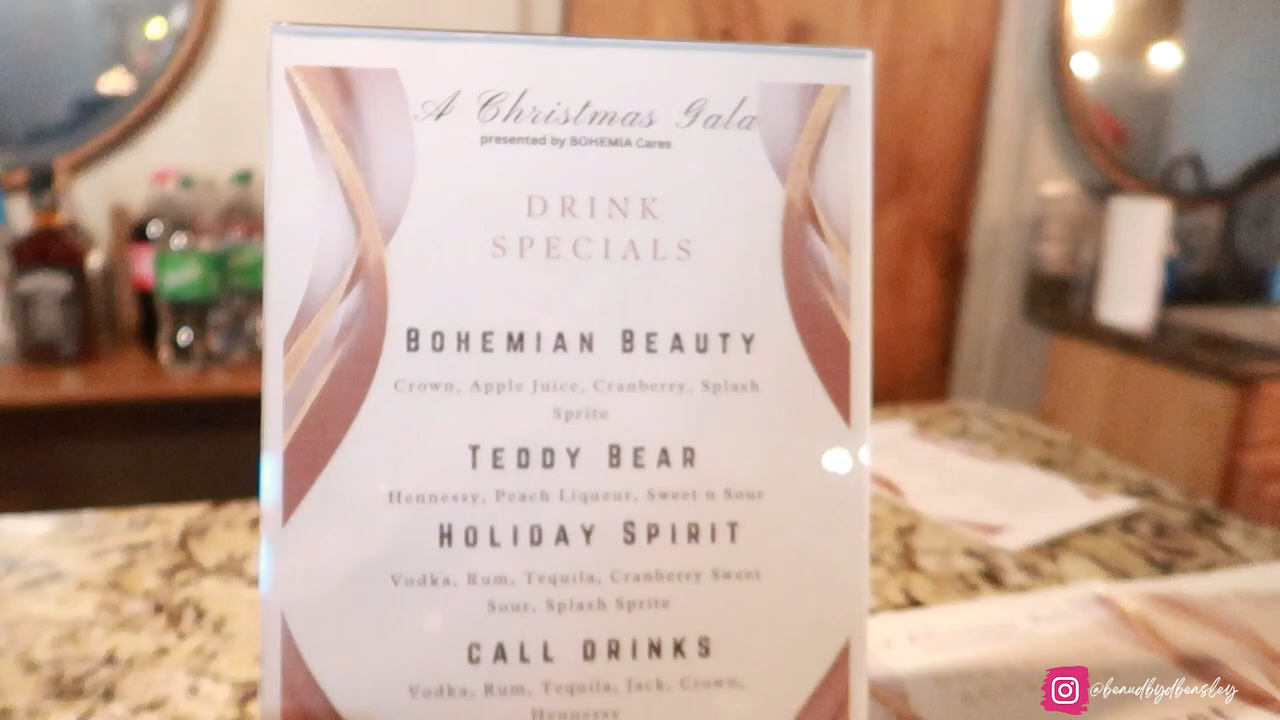 A Christmas Gala
presented by BOHEMIA Cares
DRINK
SPECIALS
BOHEMIAN BEAUTY
Crown, Apple Juice, Cranberry, Splash
Sprite
TEDDY BEAR
Hennessy, Peach Liqueur, Sweet n Sour
HOLIDAY SPIRIT
Vodka, Rum, Tequila, Cranberry Sweet
Sour, Splash Sprite
CALL DRINKS
Vodka, Rum, Tequila, Jack, Crown,
Hennessy
@beaudbydbeasley